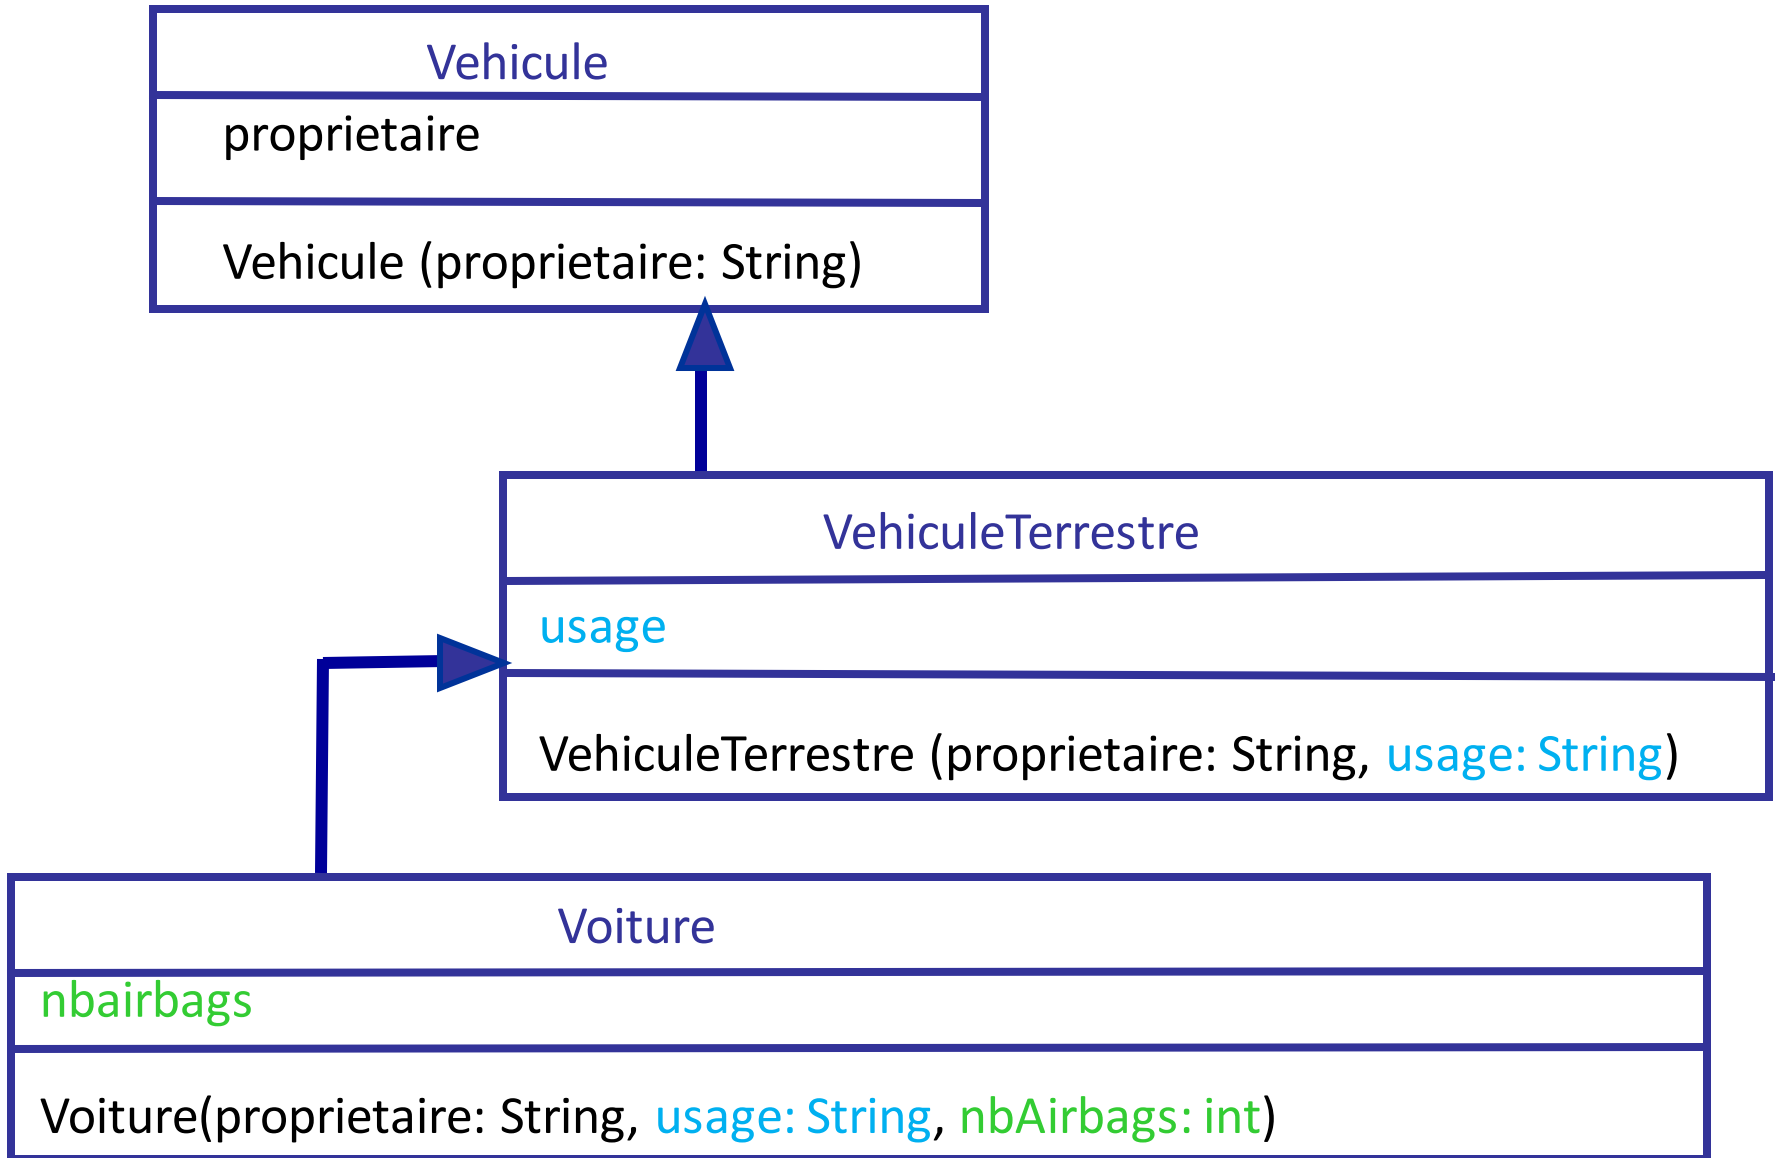 Vehicule
proprietaire
Vehicule (proprietaire: String)
VehiculeTerrestre
usage
VehiculeTerrestre (proprietaire: String, usage: String)
Voiture
nbairbags
Voiture(proprietaire: String, usage: String, nbAirbags: int)